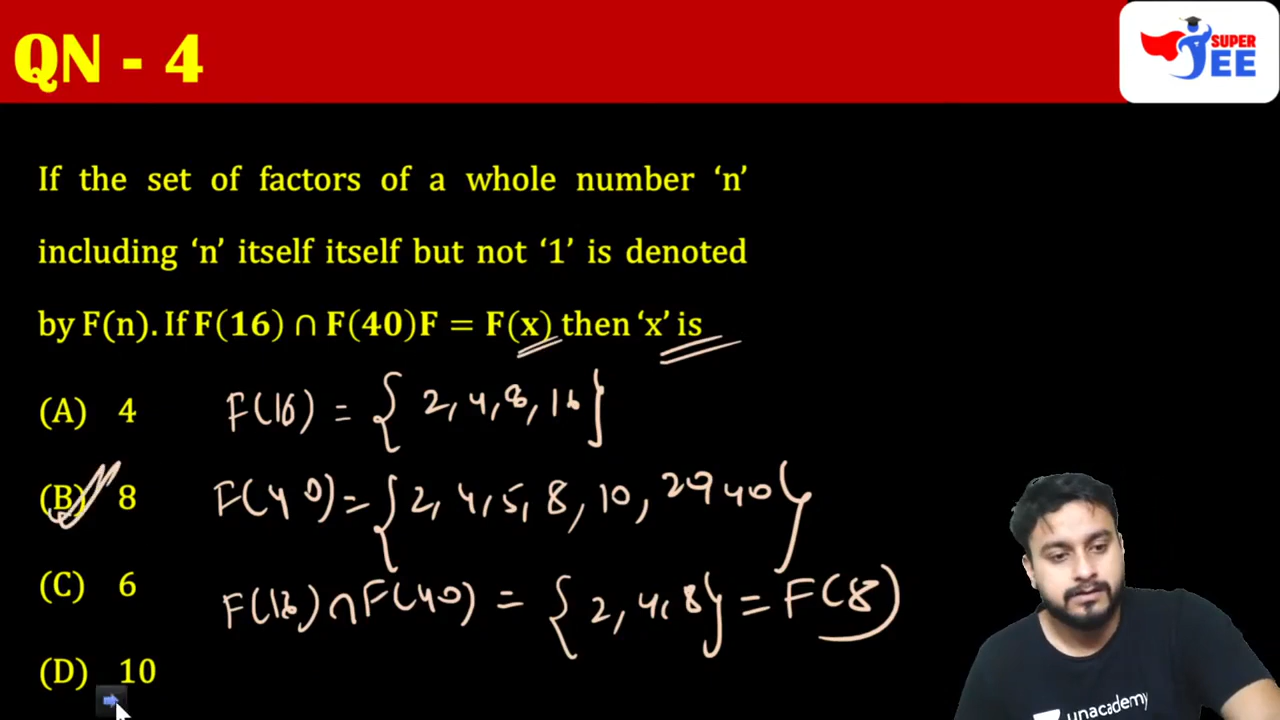 QN - 4
SUPER
JEE
If the set of factors of a whole number ‘n’
including ‘n’ itself itself but not ‘1’ is denoted
by F(n). If F(16) ∩ F(40)F = F(x) then ‘x’ is
(A) 4
F(16) = { 2, 4, 8, 16 }
(B) 8
F(40) = { 2, 4, 5, 8, 10, 20, 40 }
(C) 6
F(16) ∩ F(40) = { 2, 4, 8 } = F(8)
(D) 10
unacademy